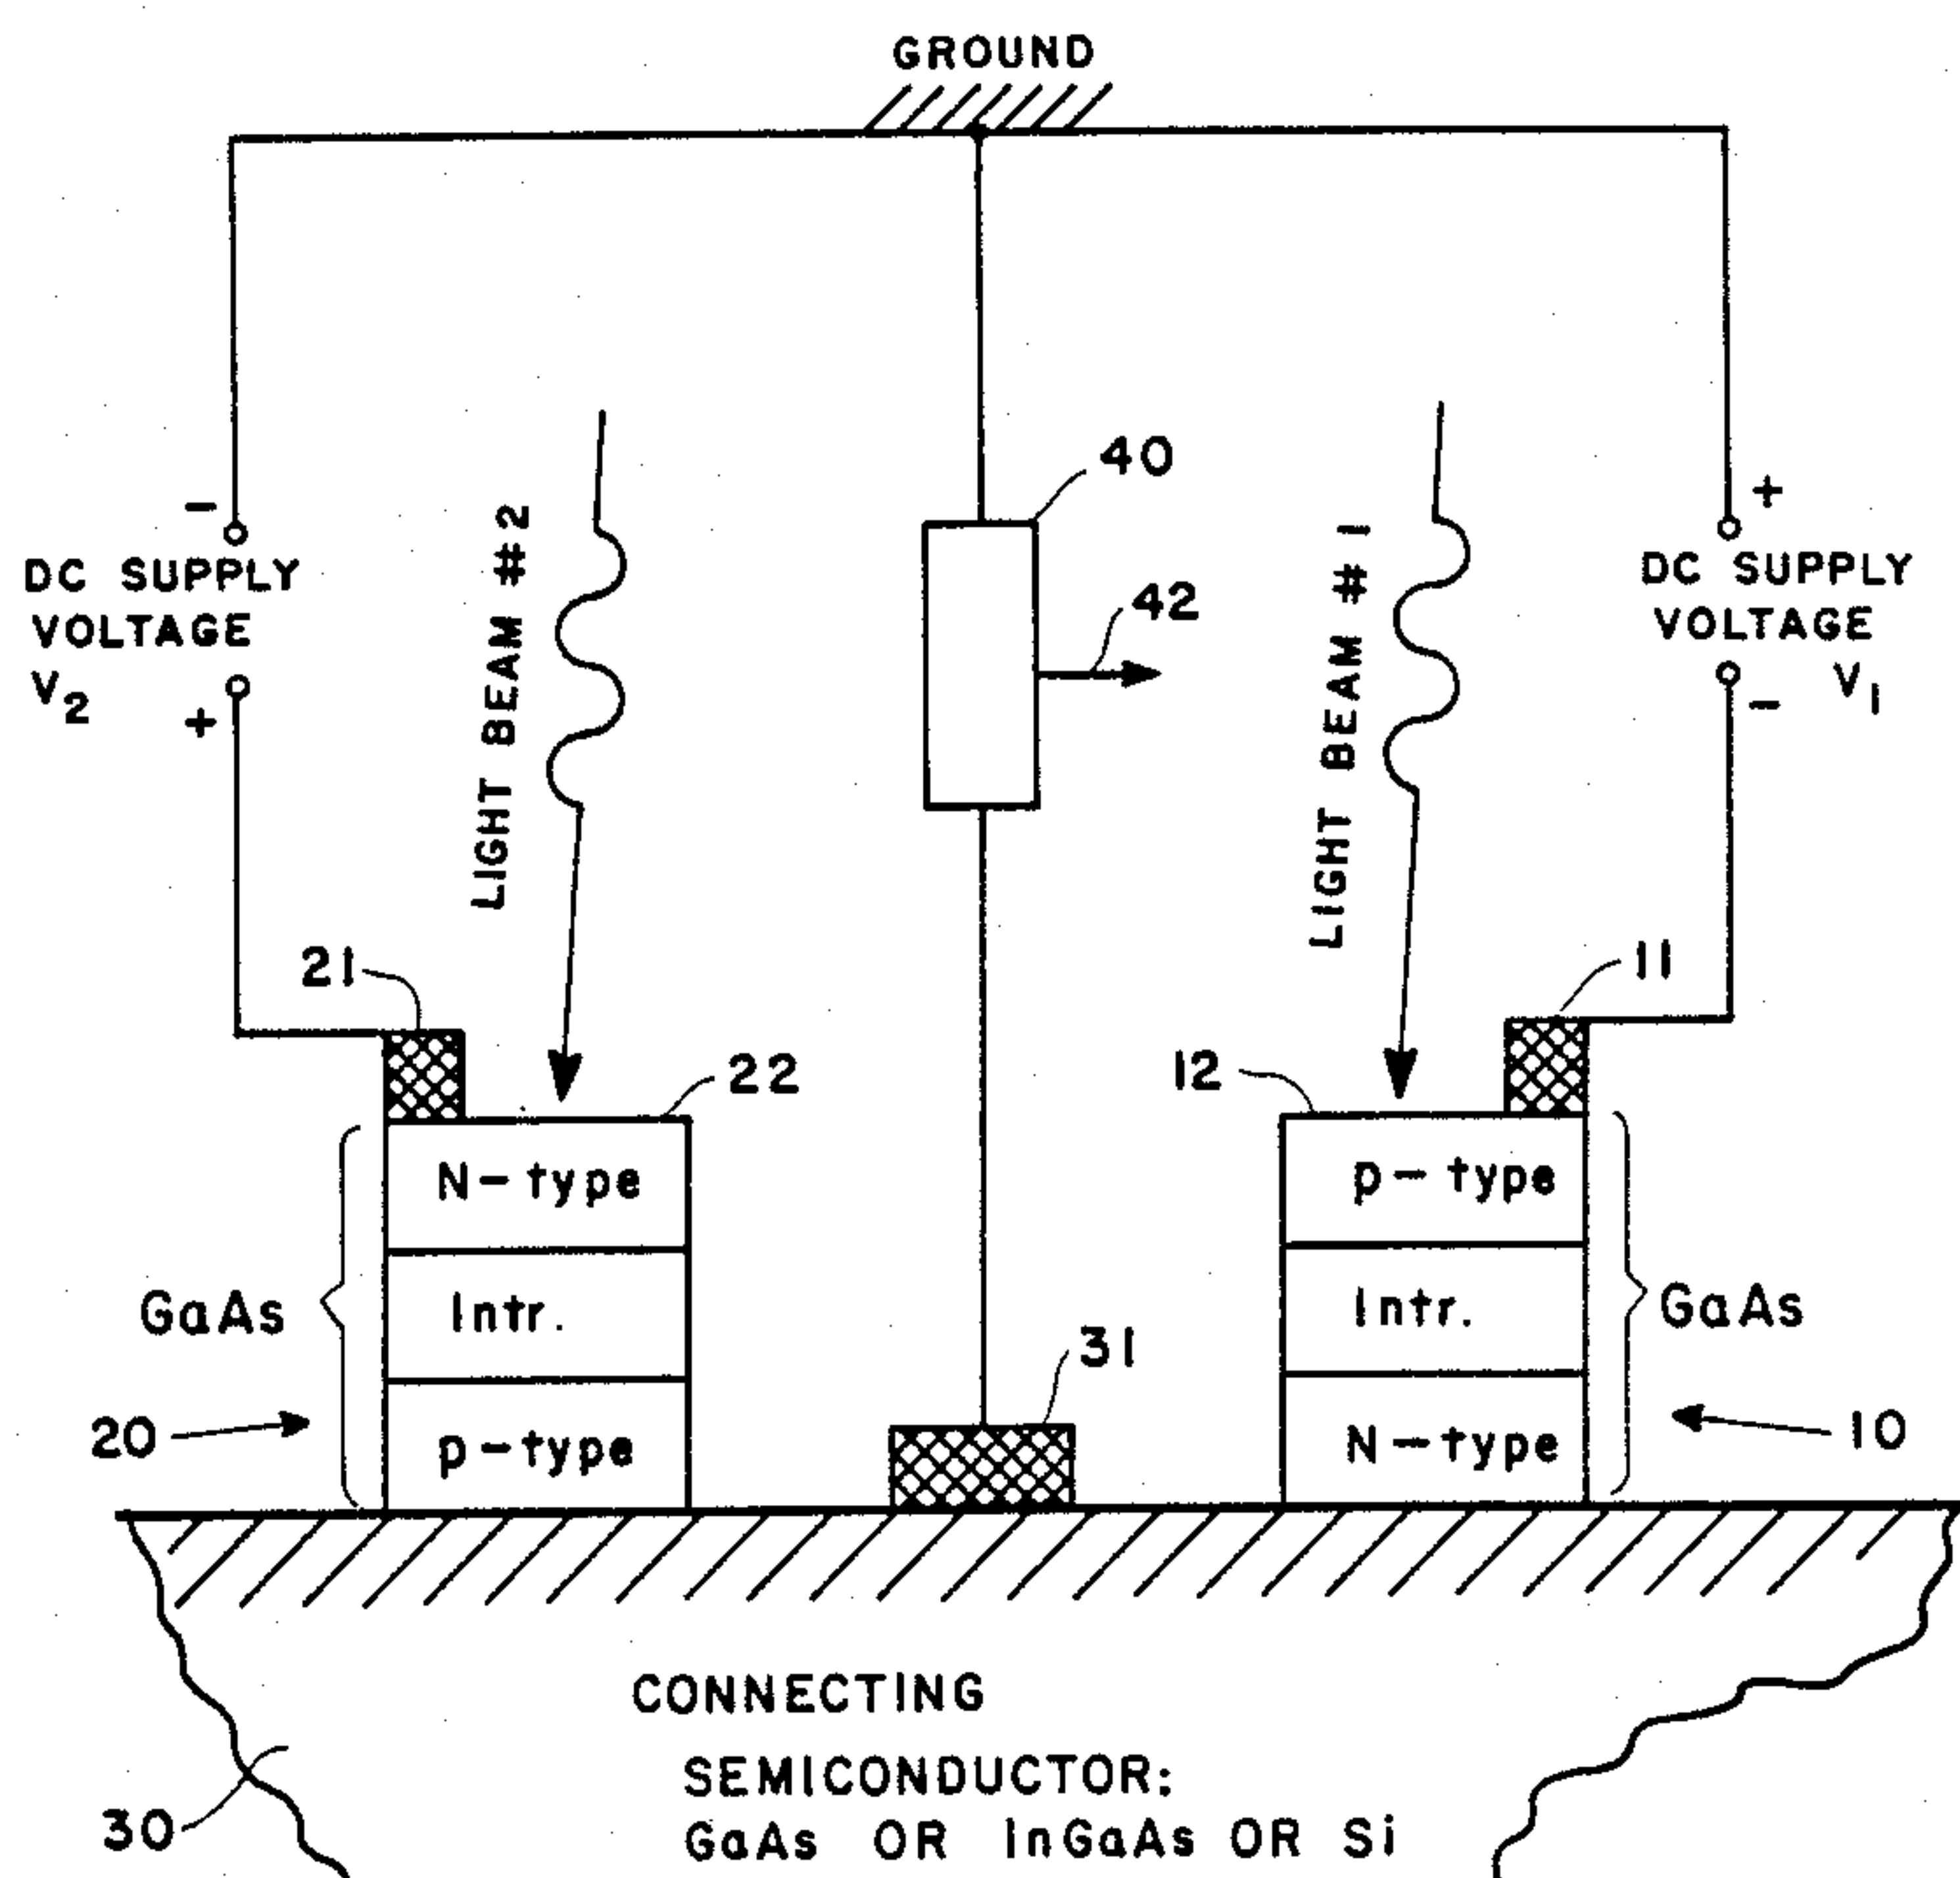 GROUND
40
42
LIGHT BEAM #2
LIGHT BEAM #1
-
DC SUPPLY
VOLTAGE
V2
+
+
DC SUPPLY
VOLTAGE
V1
-
21
11
22
12
N-type
Intr.
p-type
GaAs
20
p-type
Intr.
N-type
GaAs
10
31
CONNECTING
SEMICONDUCTOR:
GaAs OR InGaAs OR Si
30